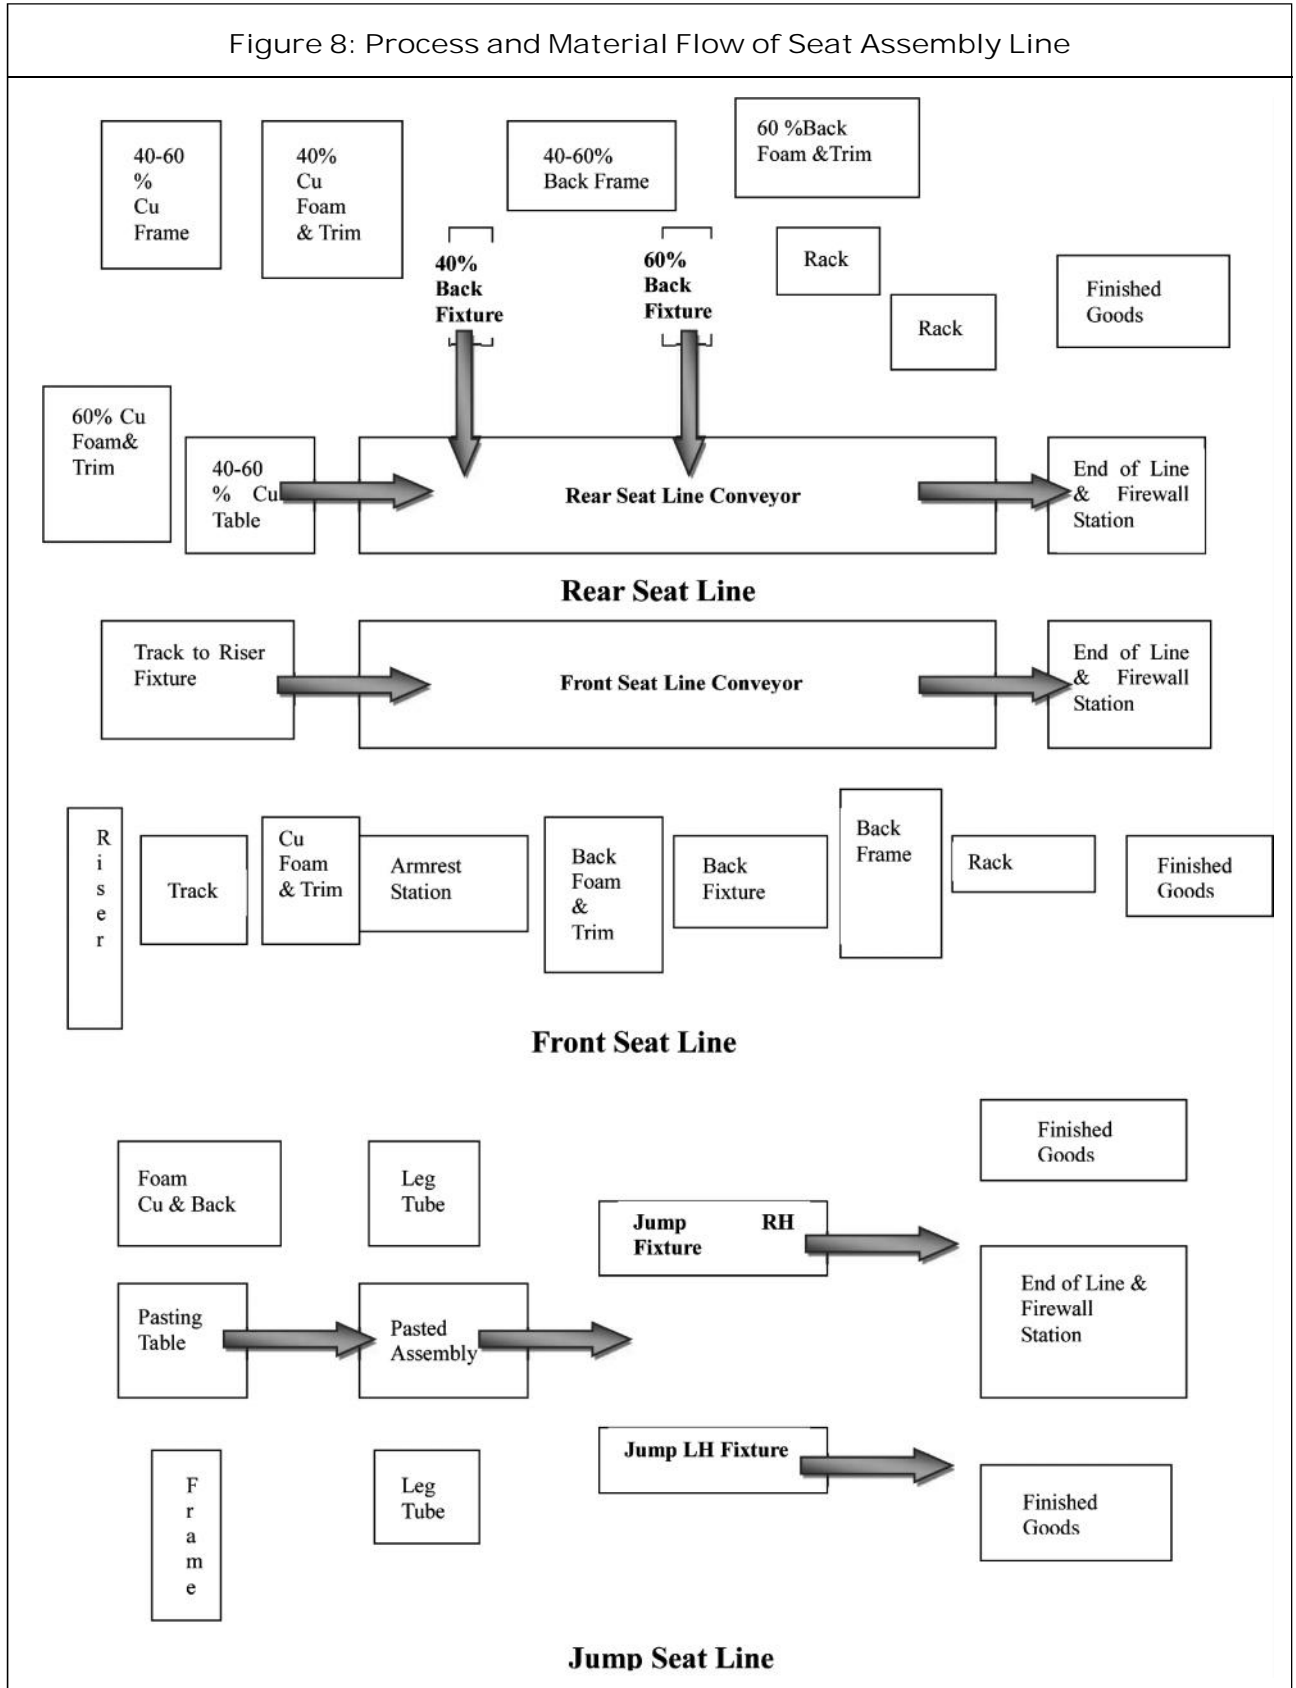 Figure 8: Process and Material Flow of Seat Assembly Line
40-60
%
Cu
Frame
40%
Cu
Foam
& Trim
40-60%
Back Frame
60 %Back
Foam &Trim
40%
Back
Fixture
60%
Back
Fixture
Rack
Rack
Finished
Goods
60% Cu
Foam&
Trim
40-60
% Cu
Table
Rear Seat Line Conveyor
End of Line
& Firewall
Station
Rear Seat Line
Track to Riser
Fixture
Front Seat Line Conveyor
End of Line
& Firewall
Station
R
i
s
e
r
Track
Cu
Foam
& Trim
Armrest
Station
Back
Foam
&
Trim
Back
Fixture
Back
Frame
Rack
Finished
Goods
Front Seat Line
Foam
Cu & Back
Leg
Tube
Jump RH
Fixture
Finished
Goods
Pasting
Table
Pasted
Assembly
End of Line &
Firewall
Station
Jump LH Fixture
F
r
a
m
e
Leg
Tube
Finished
Goods
Jump Seat Line